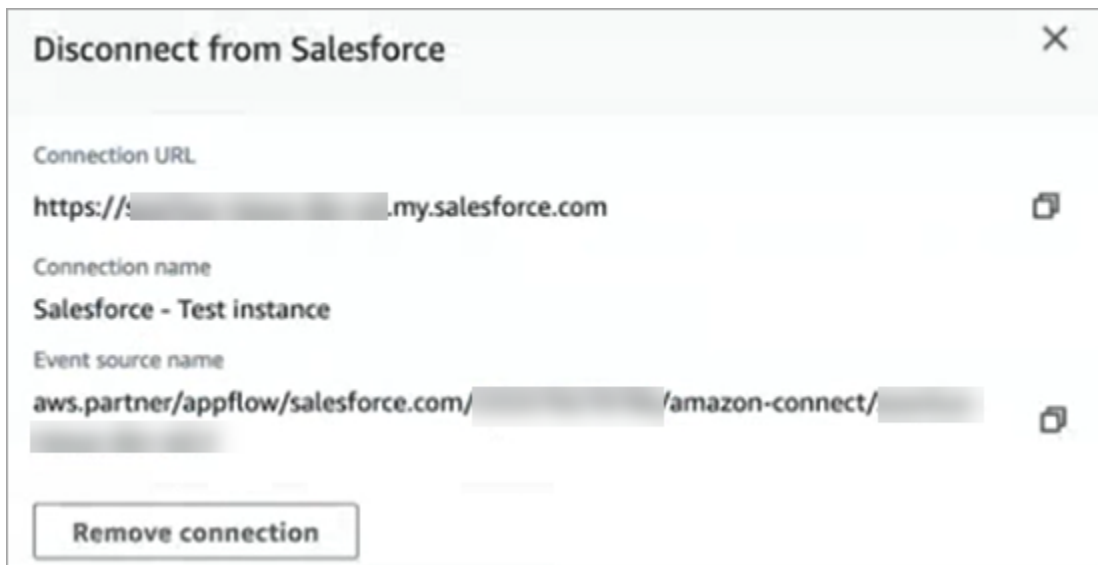 Disconnect from Salesforce
Connection URL
https:// .my.salesforce.com
Connection name
Salesforce - Test instance
Event source name
aws.partner/appflow/salesforce.com/ /amazon-connect/
Remove connection